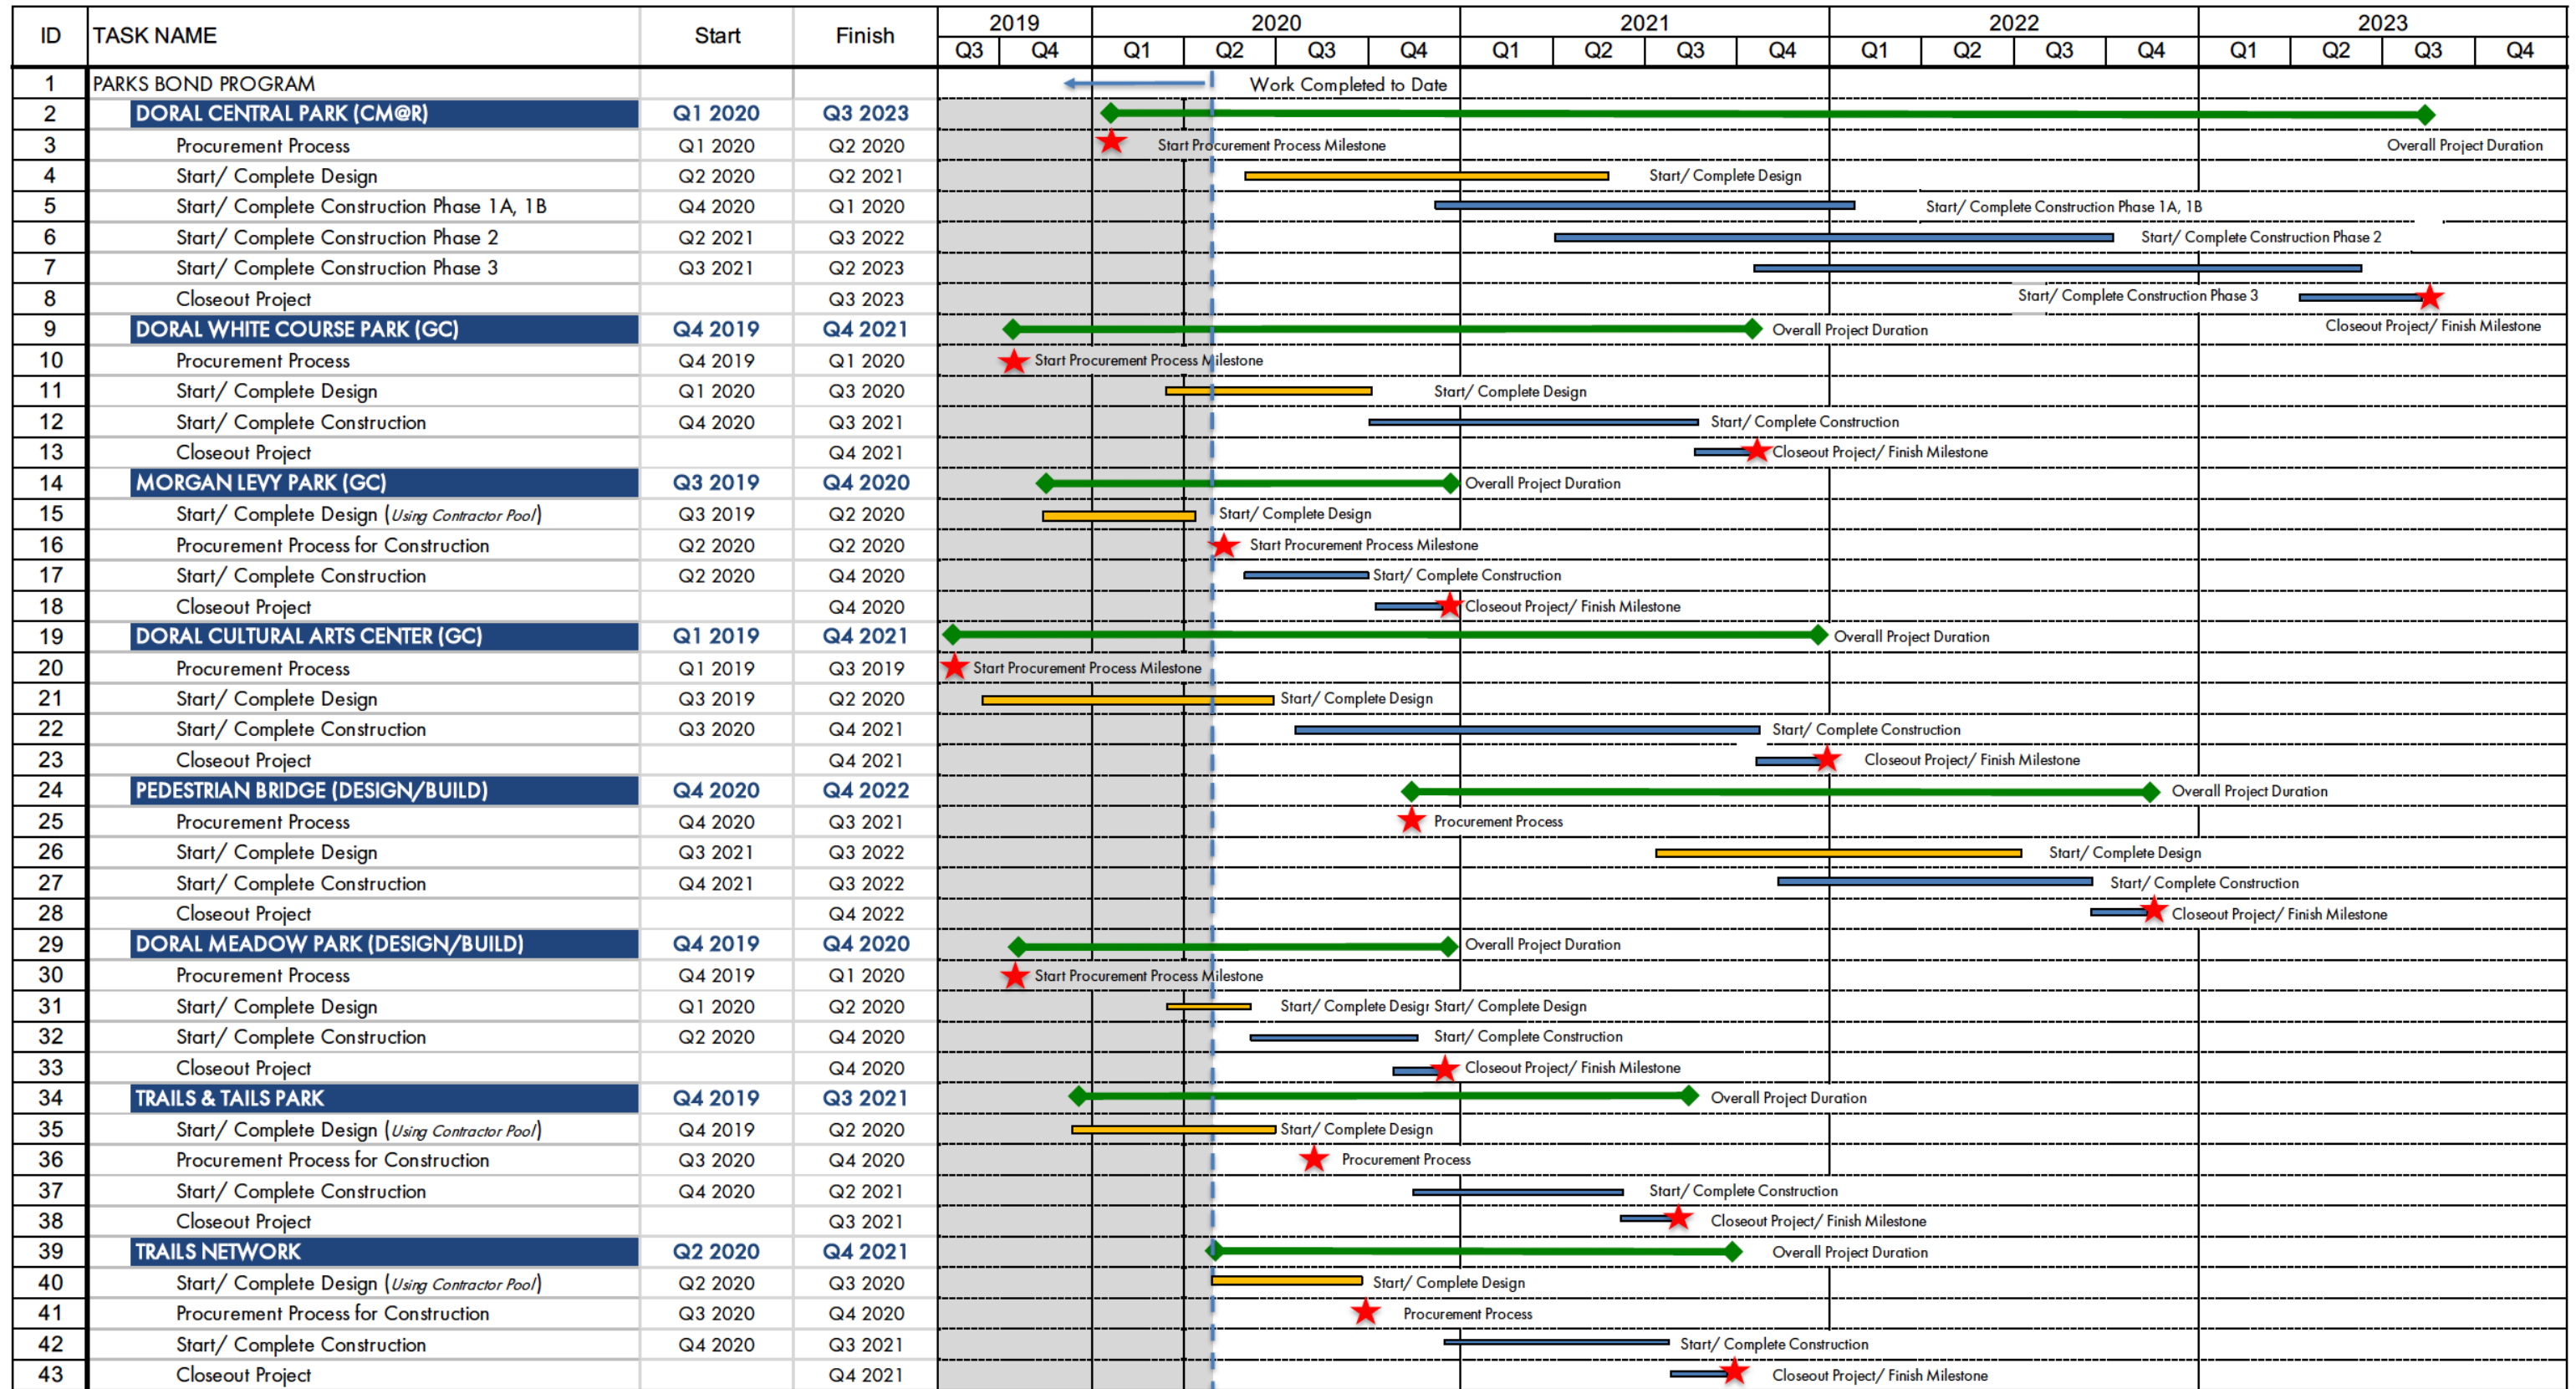 ID TASK NAME Start Finish 2019 2020 2021 2022 2023
Q3 Q4 Q1 Q2 Q3 Q4 Q1 Q2 Q3 Q4 Q1 Q2 Q3 Q4 Q1 Q2 Q3 Q4
1 PARKS BOND PROGRAM Work Completed to Date
2 DORAL CENTRAL PARK (CM@R) Q1 2020 Q3 2023
3 Procurement Process Q1 2020 Q2 2020 Start Procurement Process Milestone Overall Project Duration
4 Start/ Complete Design Q2 2020 Q2 2021 Start/ Complete Design
5 Start/ Complete Construction Phase 1A, 1B Q4 2020 Q1 2020 Start/ Complete Construction Phase 1A, 1B
6 Start/ Complete Construction Phase 2 Q2 2021 Q3 2022 Start/ Complete Construction Phase 2
7 Start/ Complete Construction Phase 3 Q3 2021 Q2 2023
8 Closeout Project Q3 2023 Start/ Complete Construction Phase 3
9 DORAL WHITE COURSE PARK (GC) Q4 2019 Q4 2021 Overall Project Duration Closeout Project/ Finish Milestone
10 Procurement Process Q4 2019 Q1 2020 Start Procurement Process Milestone
11 Start/ Complete Design Q1 2020 Q3 2020 Start/ Complete Design
12 Start/ Complete Construction Q4 2020 Q3 2021 Start/ Complete Construction
13 Closeout Project Q4 2021 Closeout Project/ Finish Milestone
14 MORGAN LEVY PARK (GC) Q3 2019 Q4 2020 Overall Project Duration
15 Start/ Complete Design (Using Contractor Pool) Q3 2019 Q2 2020 Start/ Complete Design
16 Procurement Process for Construction Q2 2020 Q2 2020 Start Procurement Process Milestone
17 Start/ Complete Construction Q2 2020 Q4 2020 Start/ Complete Construction
18 Closeout Project Q4 2020 Closeout Project/ Finish Milestone
19 DORAL CULTURAL ARTS CENTER (GC) Q1 2019 Q4 2021 Overall Project Duration
20 Procurement Process Q1 2019 Q3 2019 Start Procurement Process Milestone
21 Start/ Complete Design Q3 2019 Q2 2020 Start/ Complete Design
22 Start/ Complete Construction Q3 2020 Q4 2021 Start/ Complete Construction
23 Closeout Project Q4 2021 Closeout Project/ Finish Milestone
24 PEDESTRIAN BRIDGE (DESIGN/BUILD) Q4 2020 Q4 2022 Overall Project Duration
25 Procurement Process Q4 2020 Q3 2021 Procurement Process
26 Start/ Complete Design Q3 2021 Q3 2022 Start/ Complete Design
27 Start/ Complete Construction Q4 2021 Q3 2022 Start/ Complete Construction
28 Closeout Project Q4 2022 Closeout Project/ Finish Milestone
29 DORAL MEADOW PARK (DESIGN/BUILD) Q4 2019 Q4 2020 Overall Project Duration
30 Procurement Process Q4 2019 Q1 2020 Start Procurement Process Milestone
31 Start/ Complete Design Q1 2020 Q2 2020 Start/ Complete Desigr Start/ Complete Design
32 Start/ Complete Construction Q2 2020 Q4 2020 Start/ Complete Construction
33 Closeout Project Q4 2020 Closeout Project/ Finish Milestone
34 TRAILS & TAILS PARK Q4 2019 Q3 2021 Overall Project Duration
35 Start/ Complete Design (Using Contractor Pool) Q4 2019 Q2 2020 Start/ Complete Design
36 Procurement Process for Construction Q3 2020 Q4 2020 Procurement Process
37 Start/ Complete Construction Q4 2020 Q2 2021 Start/ Complete Construction
38 Closeout Project Q3 2021 Closeout Project/ Finish Milestone
39 TRAILS NETWORK Q2 2020 Q4 2021 Overall Project Duration
40 Start/ Complete Design (Using Contractor Pool) Q2 2020 Q3 2020 Start/ Complete Design
41 Procurement Process for Construction Q3 2020 Q4 2020 Procurement Process
42 Start/ Complete Construction Q4 2020 Q3 2021 Start/ Complete Construction
43 Closeout Project Q4 2021 Closeout Project/ Finish Milestone